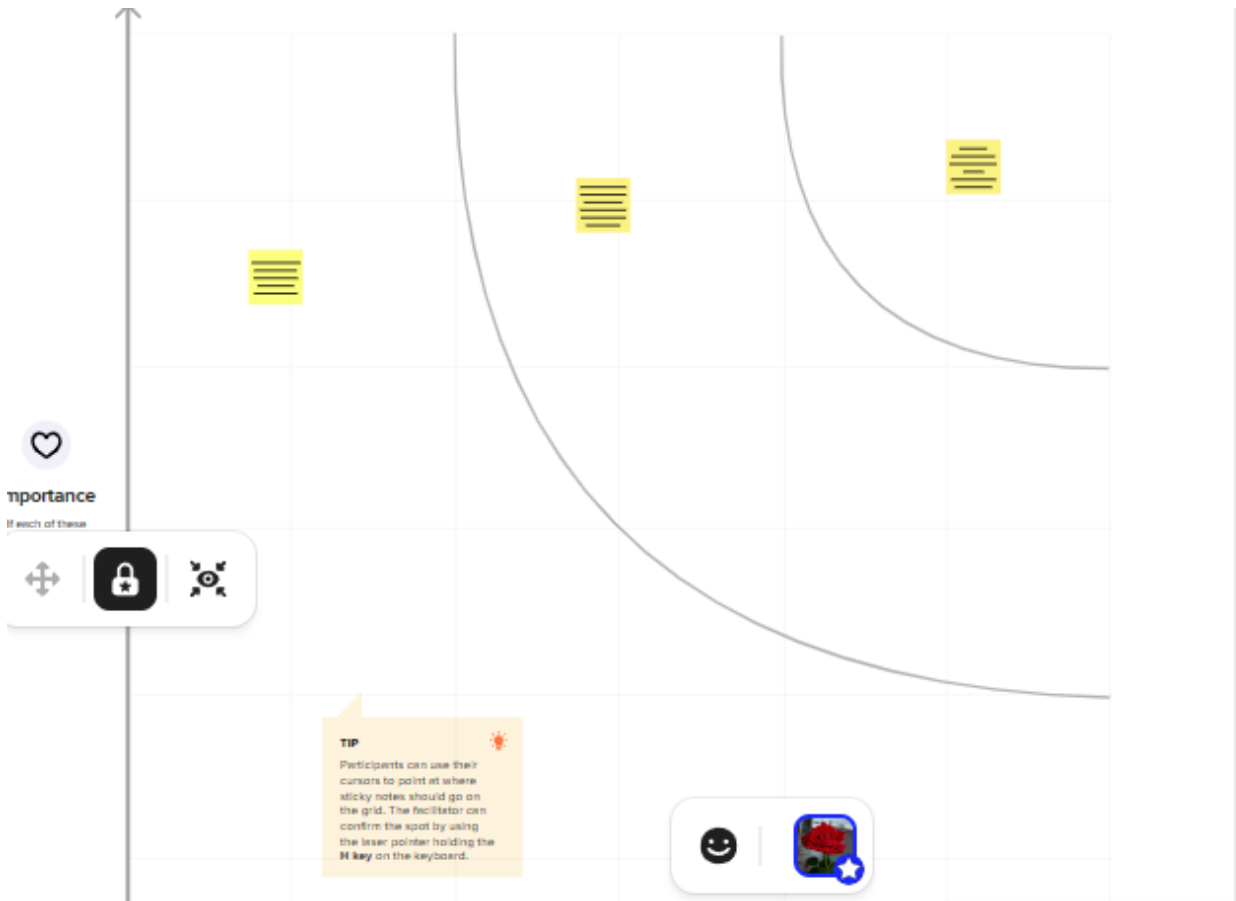 mportance
If each of these
TIP
Participants can use their
cursors to point at where
sticky notes should go on
the grid. The facilitator can
confirm the spot by using
the laser pointer holding the
H key on the keyboard.